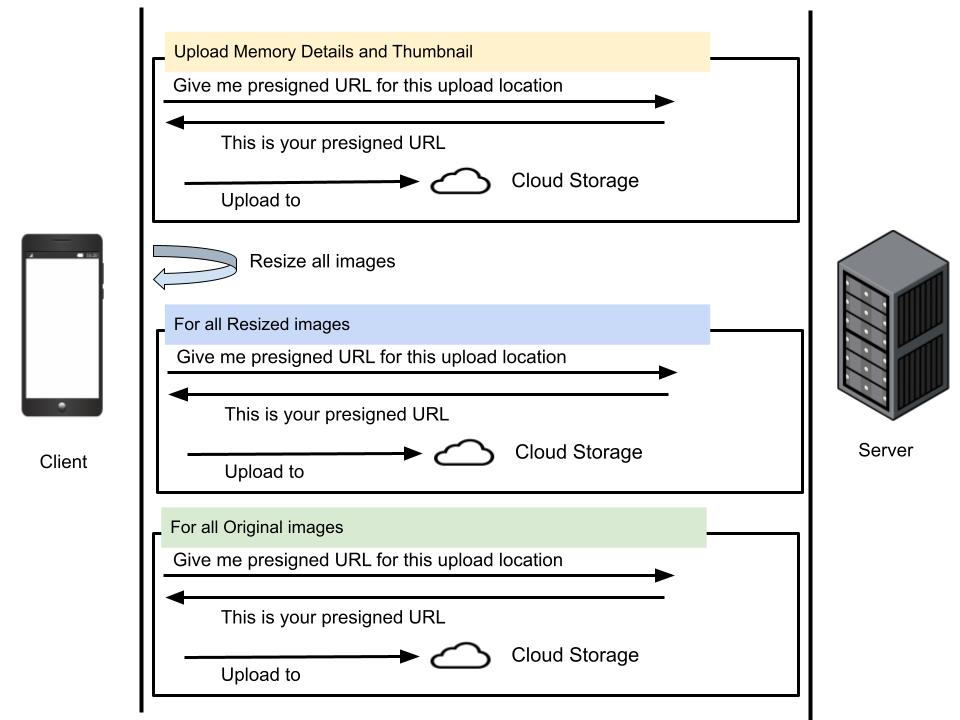 Upload Memory Details and Thumbnail
Give me presigned URL for this upload location
This is your presigned URL
Cloud Storage
Upload to
Resize all images
For all Resized images
Give me presigned URL for this upload location
This is your presigned URL
Cloud Storage
Upload to
Client
Server
For all Original images
Give me presigned URL for this upload location
This is your presigned URL
Cloud Storage
Upload to